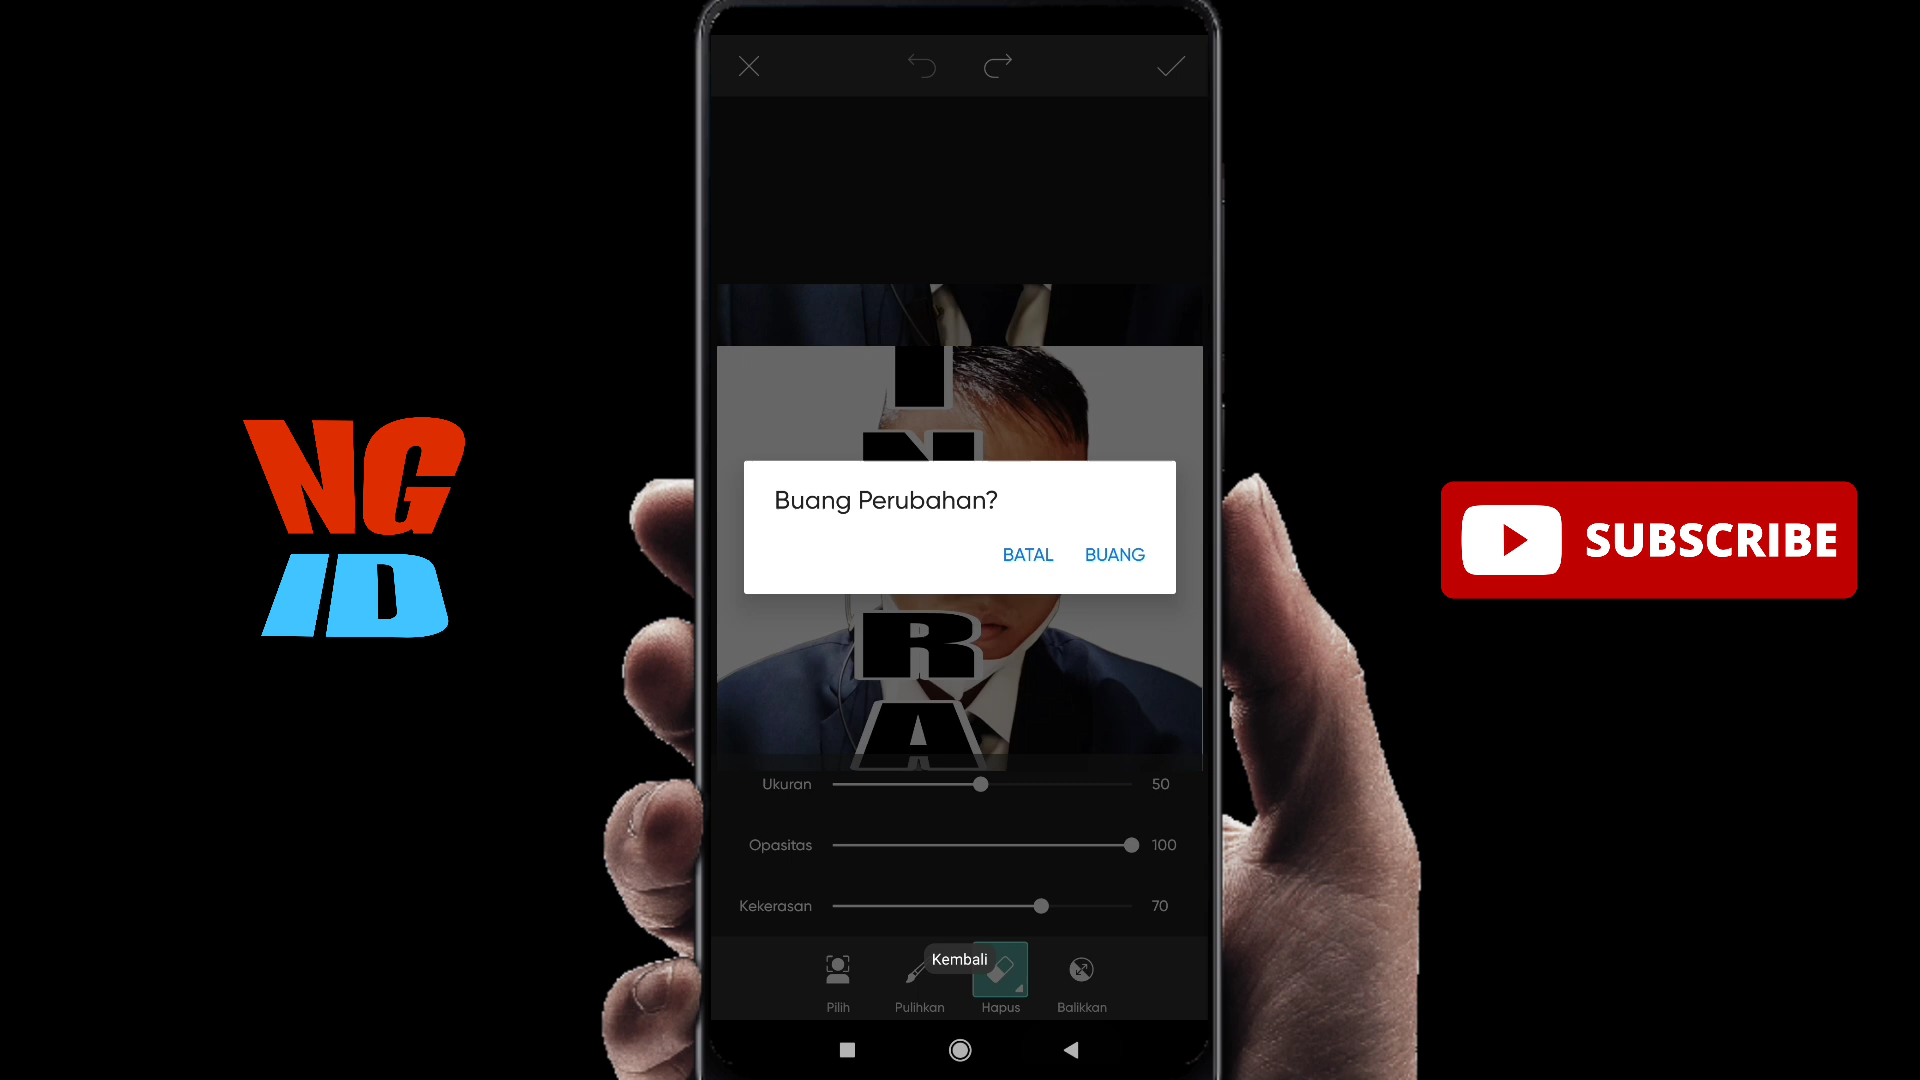 NG
ID
I
N
R
A
Buang Perubahan?
BATAL BUANG
Ukuran 50
Opasitas 100
Kekerasan 70
Kembali
Pilih Pulihkan Hapus Balikkan
SUBSCRIBE